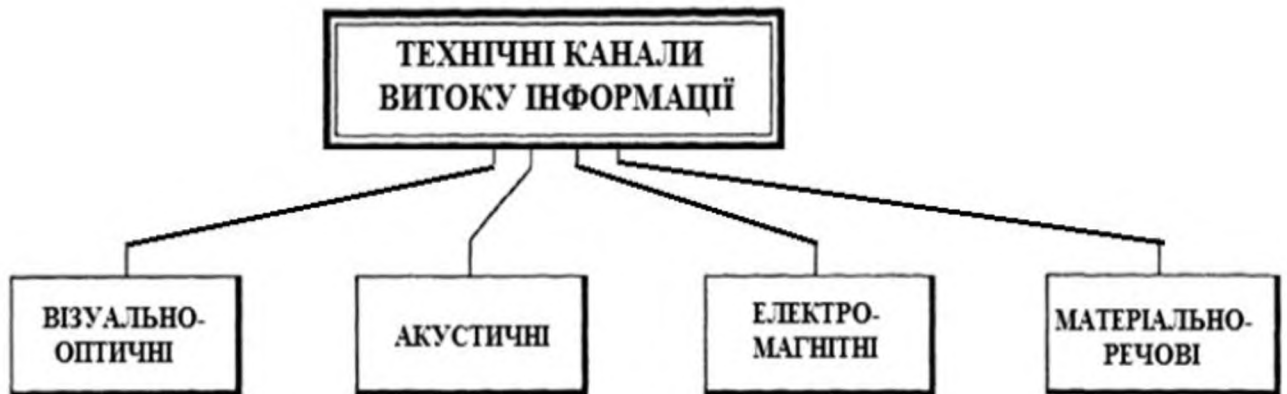 ТЕХНІЧНІ КАНАЛИ
ВИТОКУ ІНФОРМАЦІЇ
ВІЗУАЛЬНО-
ОПТИЧНІ
АКУСТИЧНІ
ЕЛЕКТРО-
МАГНІТНІ
МАТЕРІАЛЬНО-
РЕЧОВІ